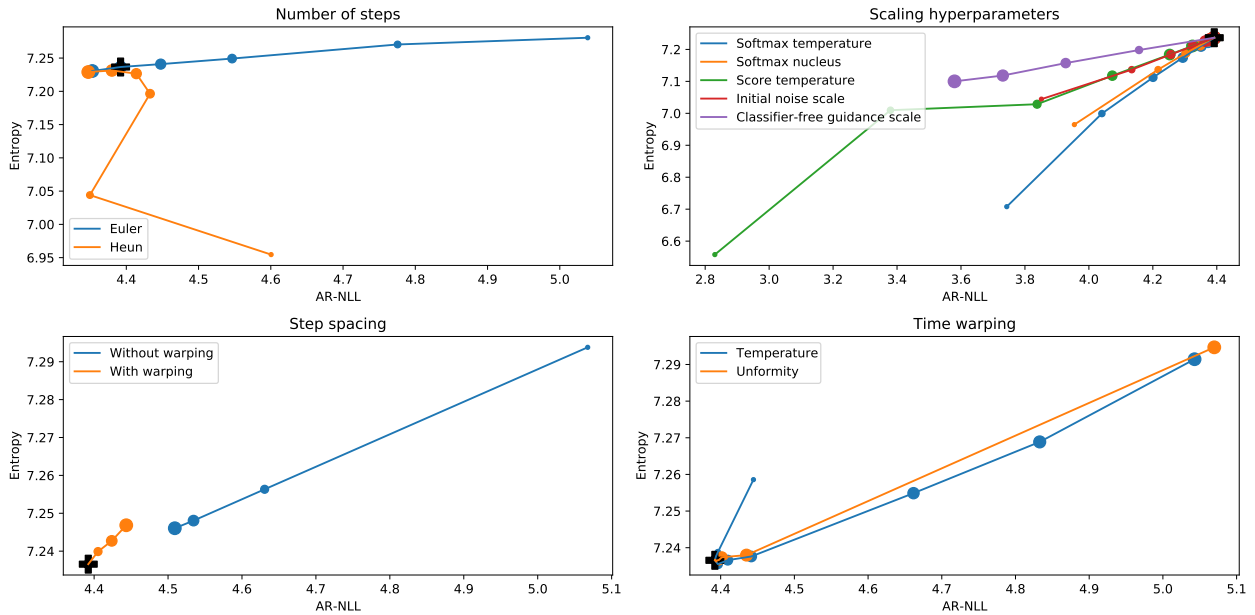 Number of steps
7.25
7.20
7.15
7.10
7.05
7.00
6.95
Entropy
Euler
Heun
4.4
4.5
4.6
4.7
4.8
4.9
5.0
AR-NLL
Scaling hyperparameters
7.2
7.1
7.0
6.9
6.8
6.7
6.6
Entropy
Softmax temperature
Softmax nucleus
Score temperature
Initial noise scale
Classifier-free guidance scale
2.8
3.0
3.2
3.4
3.6
3.8
4.0
4.2
4.4
AR-NLL
Step spacing
7.29
7.28
7.27
7.26
7.25
7.24
Entropy
Without warping
With warping
4.4
4.5
4.6
4.7
4.8
4.9
5.0
5.1
AR-NLL
Time warping
7.29
7.28
7.27
7.26
7.25
7.24
Entropy
Temperature
Unformity
4.4
4.5
4.6
4.7
4.8
4.9
5.0
5.1
AR-NLL